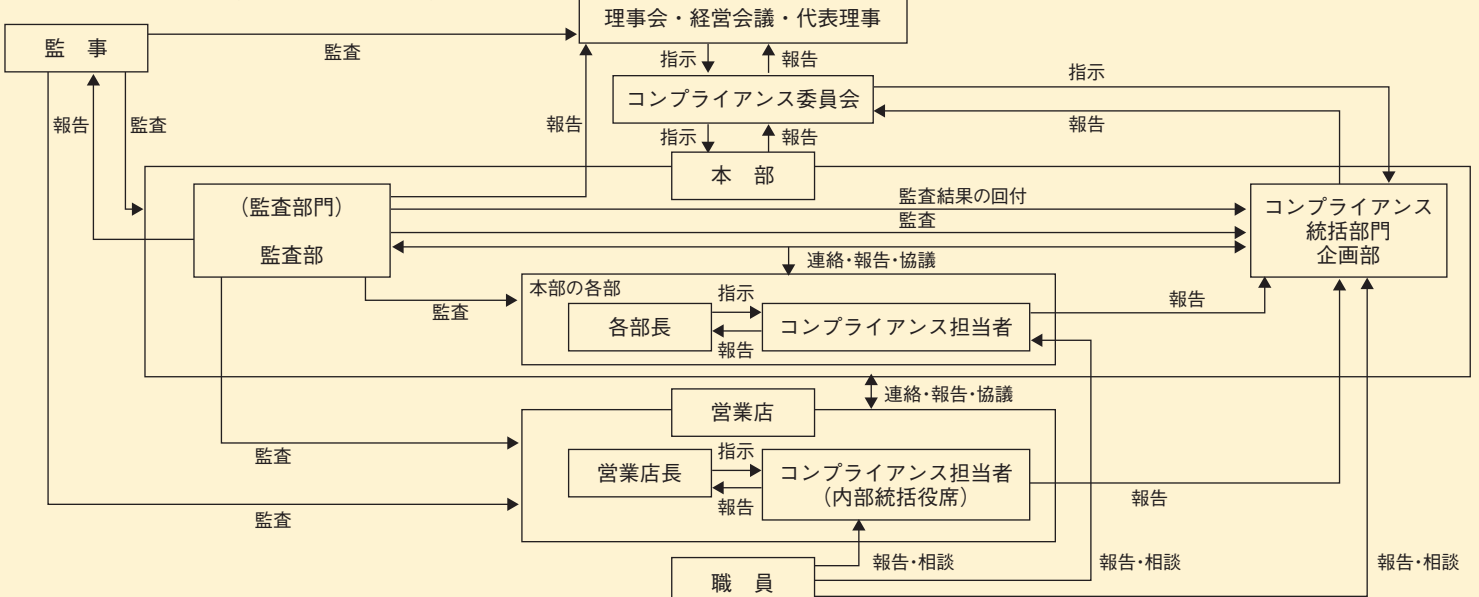 理事会・経営会議・代表理事
監　事
監査
指示
報告
コンプライアンス委員会
指示
報告
報告
監査
報告
指示
報告
本　部
（監査部門）
監査部
監査結果の回付
監査
コンプライアンス
統括部門
企画部
連絡･報告･協議
本部の各部
監査
各部長
指示
報告
コンプライアンス担当者
報告
連絡･報告･協議
営業店
監査
営業店長
指示
報告
コンプライアンス担当者
（内部統括役席）
報告
監査
報告･相談
報告･相談
報告･相談
職　員